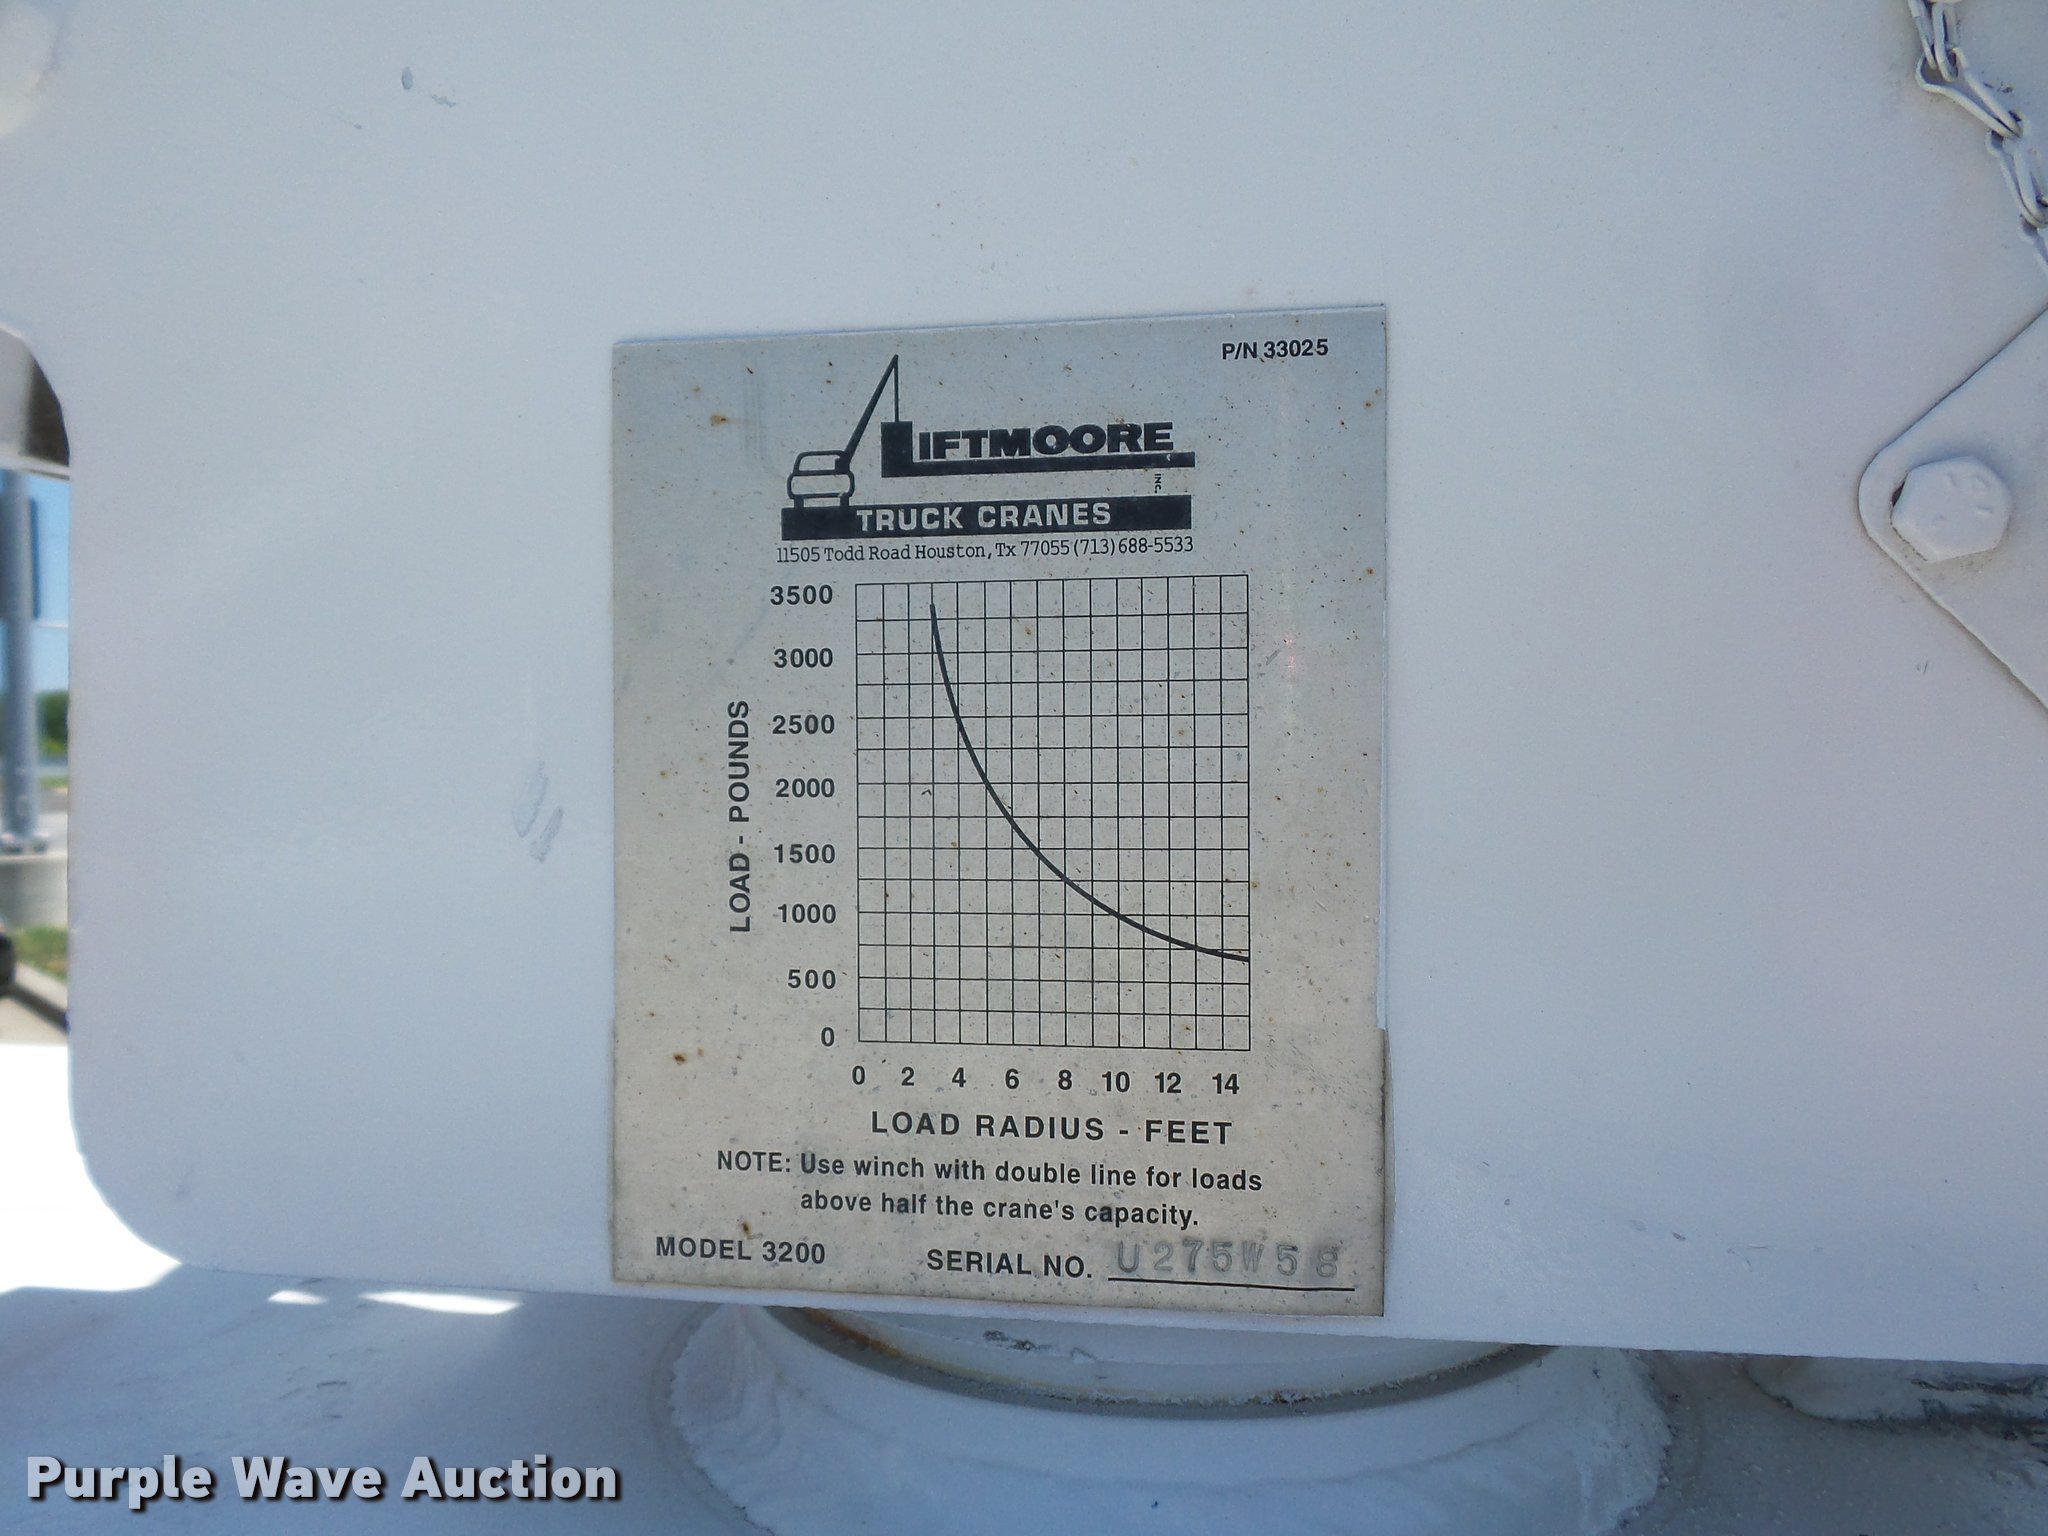 P/N 33025
LIFTMOORE
INC.
TRUCK CRANES
11505 Todd Road Houston, Tx 77055 (713) 688-5533
3500
3000
2500
2000
1500
1000
500
0
LOAD - POUNDS
0 2 4 6 8 10 12 14
LOAD RADIUS - FEET
NOTE: Use winch with double line for loads
above half the crane's capacity.
MODEL 3200 SERIAL NO. U275W58
Purple Wave Auction